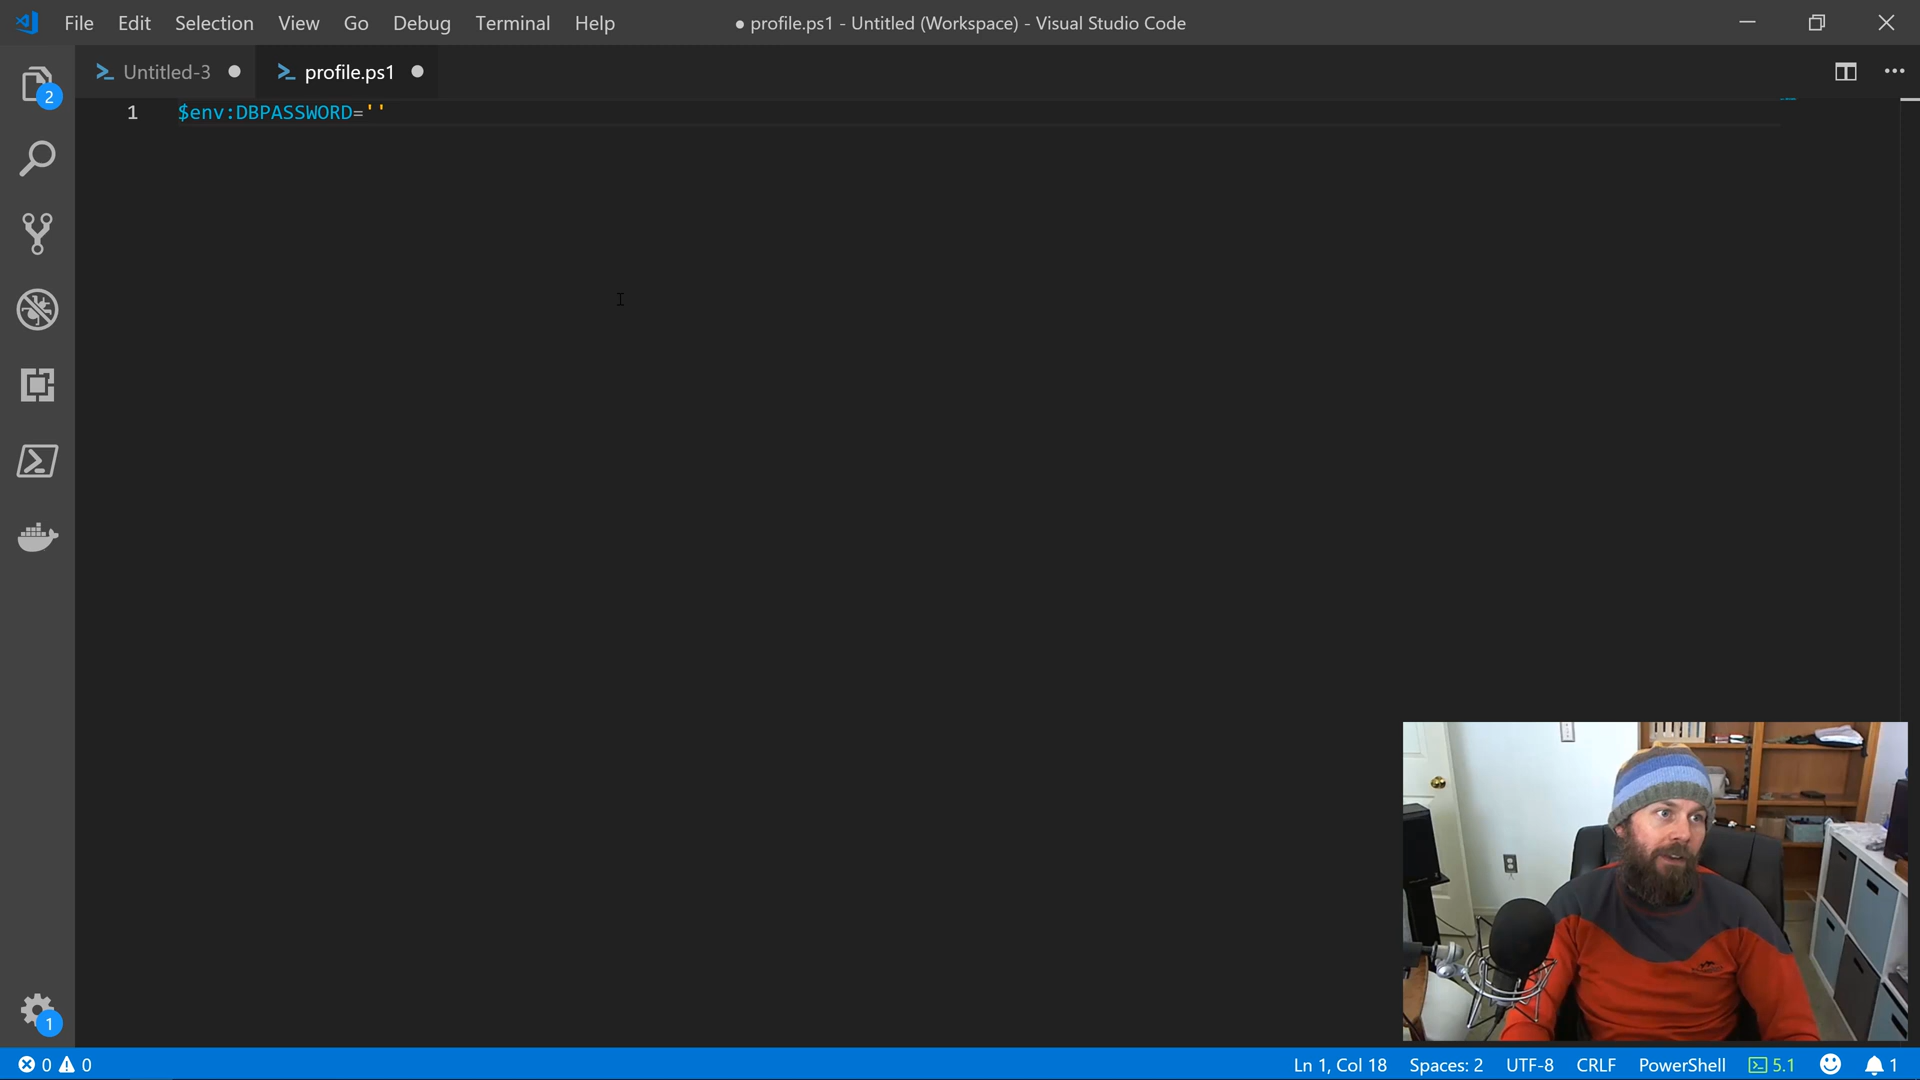 File Edit Selection View Go Debug Terminal Help ● profile.ps1 - Untitled (Workspace) - Visual Studio Code
Untitled-3 profile.ps1
2
1 $env:DBPASSWORD=''
1
0 0 Ln 1, Col 18 Spaces: 2 UTF-8 CRLF PowerShell 5.1 1